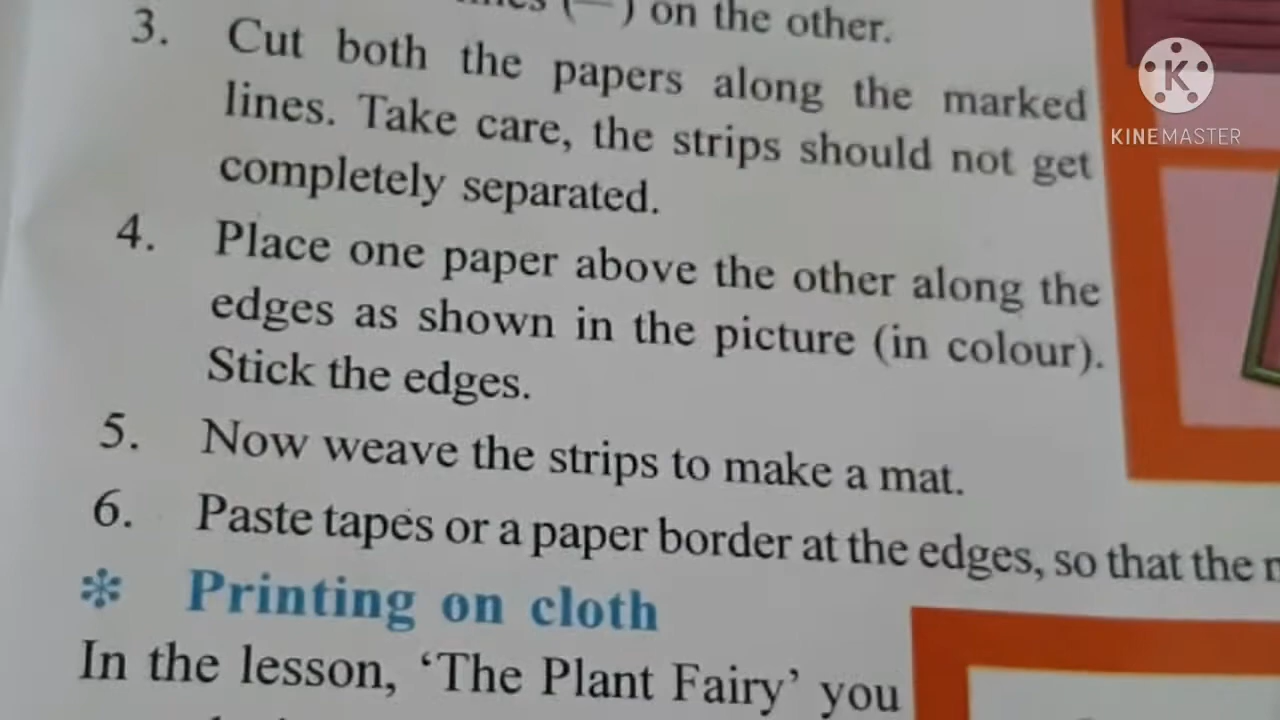 (—) on the other.
3. Cut both the papers along the marked
lines. Take care, the strips should not get
completely separated.
4. Place one paper above the other along the
edges as shown in the picture (in colour).
Stick the edges.
5. Now weave the strips to make a mat.
6. Paste tapes or a paper border at the edges, so that the
✻ Printing on cloth
In the lesson, ‘The Plant Fairy’ you
K
KINEMASTER